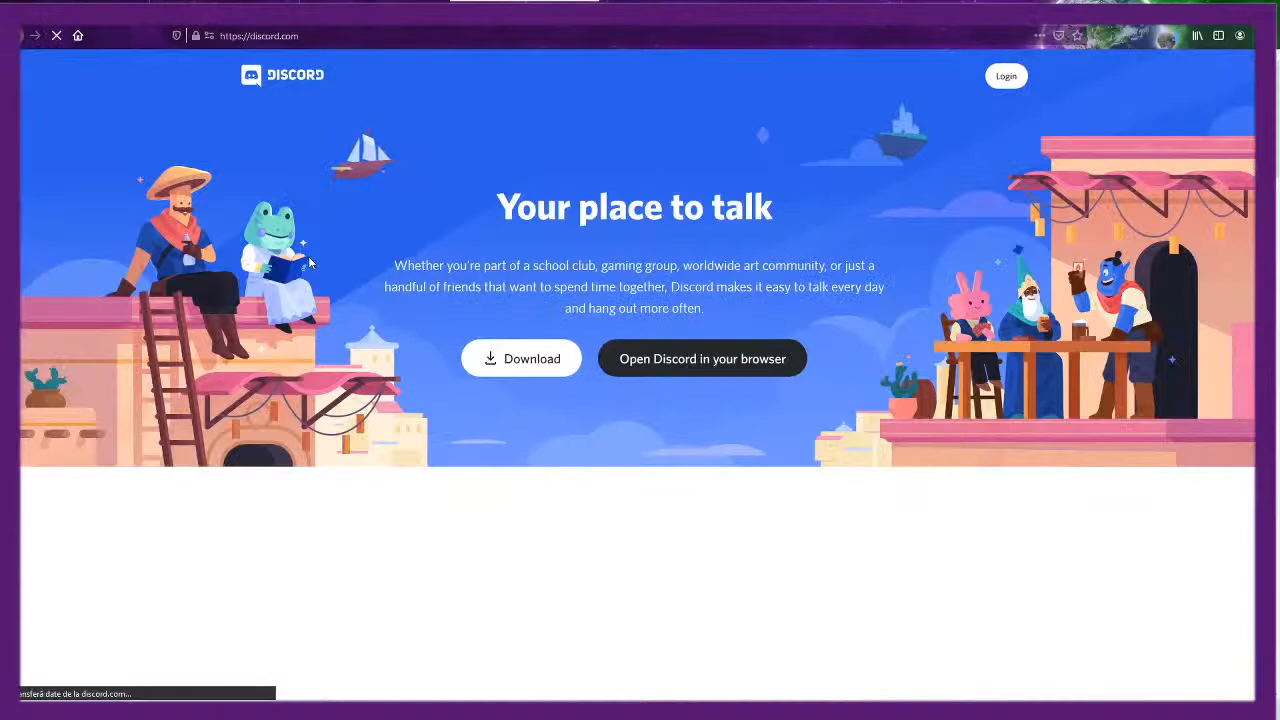 https://discord.com
DISCORD
Login
Your place to talk
Whether you're part of a school club, gaming group, worldwide art community, or just a
handful of friends that want to spend time together, Discord makes it easy to talk every day
and hang out more often.
Download
Open Discord in your browser
nsferă date de la discord.com...